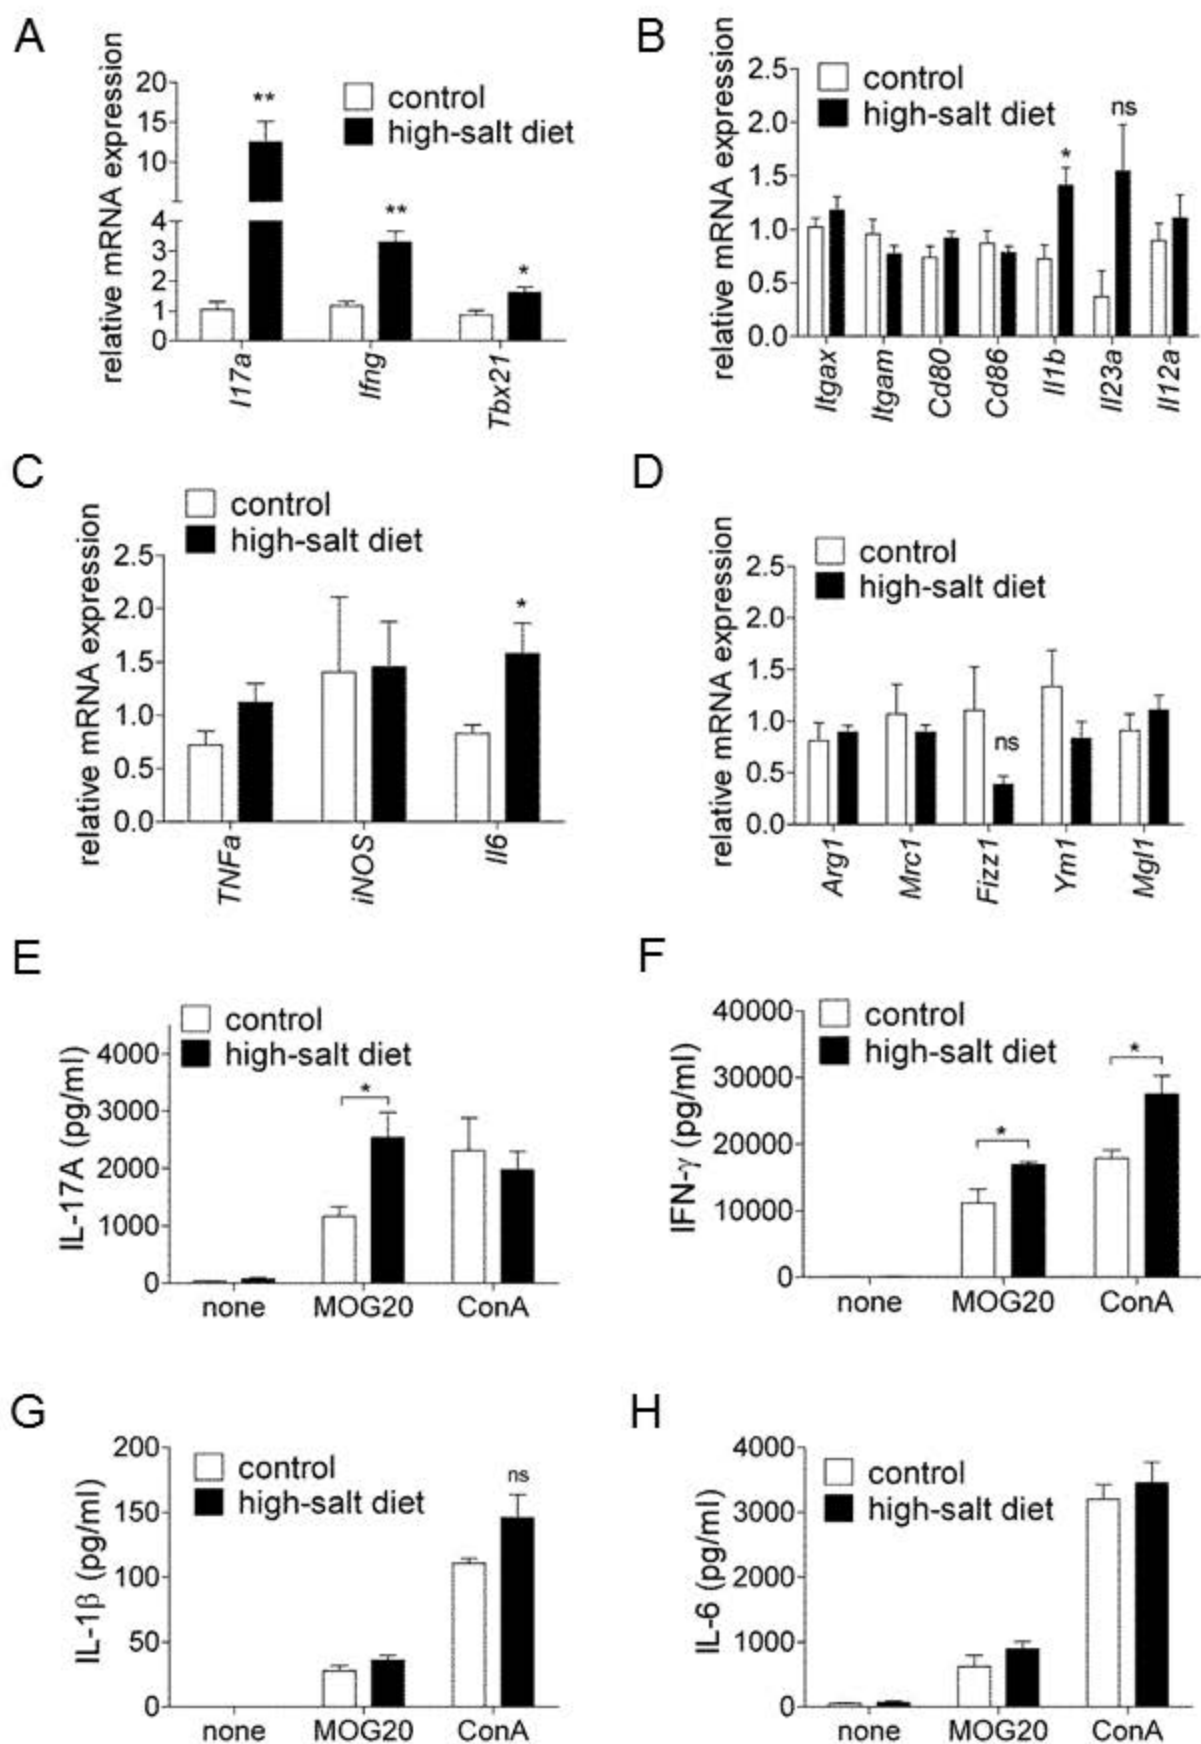 A
relative mRNA expression
20
15
10
4
3
2
1
0
control
high-salt diet
**
**
*
I17a
Ifng
Tbx21
B
relative mRNA expression
2.5
2.0
1.5
1.0
0.5
0.0
control
high-salt diet
*
ns
Itgax
Itgam
Cd80
Cd86
Il1b
Il23a
Il12a
C
relative mRNA expression
2.5
2.0
1.5
1.0
0.5
0.0
control
high-salt diet
*
TNFa
iNOS
Il6
D
relative mRNA expression
2.5
2.0
1.5
1.0
0.5
0.0
control
high-salt diet
ns
Arg1
Mrc1
Fizz1
Ym1
Mgl1
E
IL-17A (pg/ml)
4000
3000
2000
1000
0
control
high-salt diet
*
none MOG20 ConA
F
IFN-γ (pg/ml)
40000
30000
20000
10000
0
control
high-salt diet
*
*
none MOG20 ConA
G
IL-1β (pg/ml)
200
150
100
50
0
control
high-salt diet
ns
none MOG20 ConA
H
IL-6 (pg/ml)
4000
3000
2000
1000
0
control
high-salt diet
none MOG20 ConA